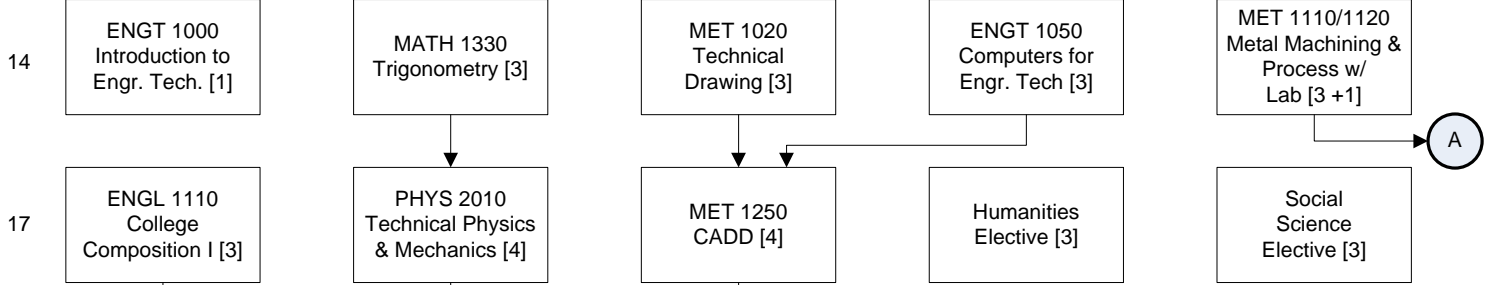 14
ENGT 1000
Introduction to
Engr. Tech. [1]
MATH 1330
Trigonometry [3]
MET 1020
Technical
Drawing [3]
ENGT 1050
Computers for
Engr. Tech [3]
MET 1110/1120
Metal Machining &
Process w/
Lab [3 +1]
A
17
ENGL 1110
College
Composition I [3]
PHYS 2010
Technical Physics
& Mechanics [4]
MET 1250
CADD [4]
Humanities
Elective [3]
Social
Science
Elective [3]